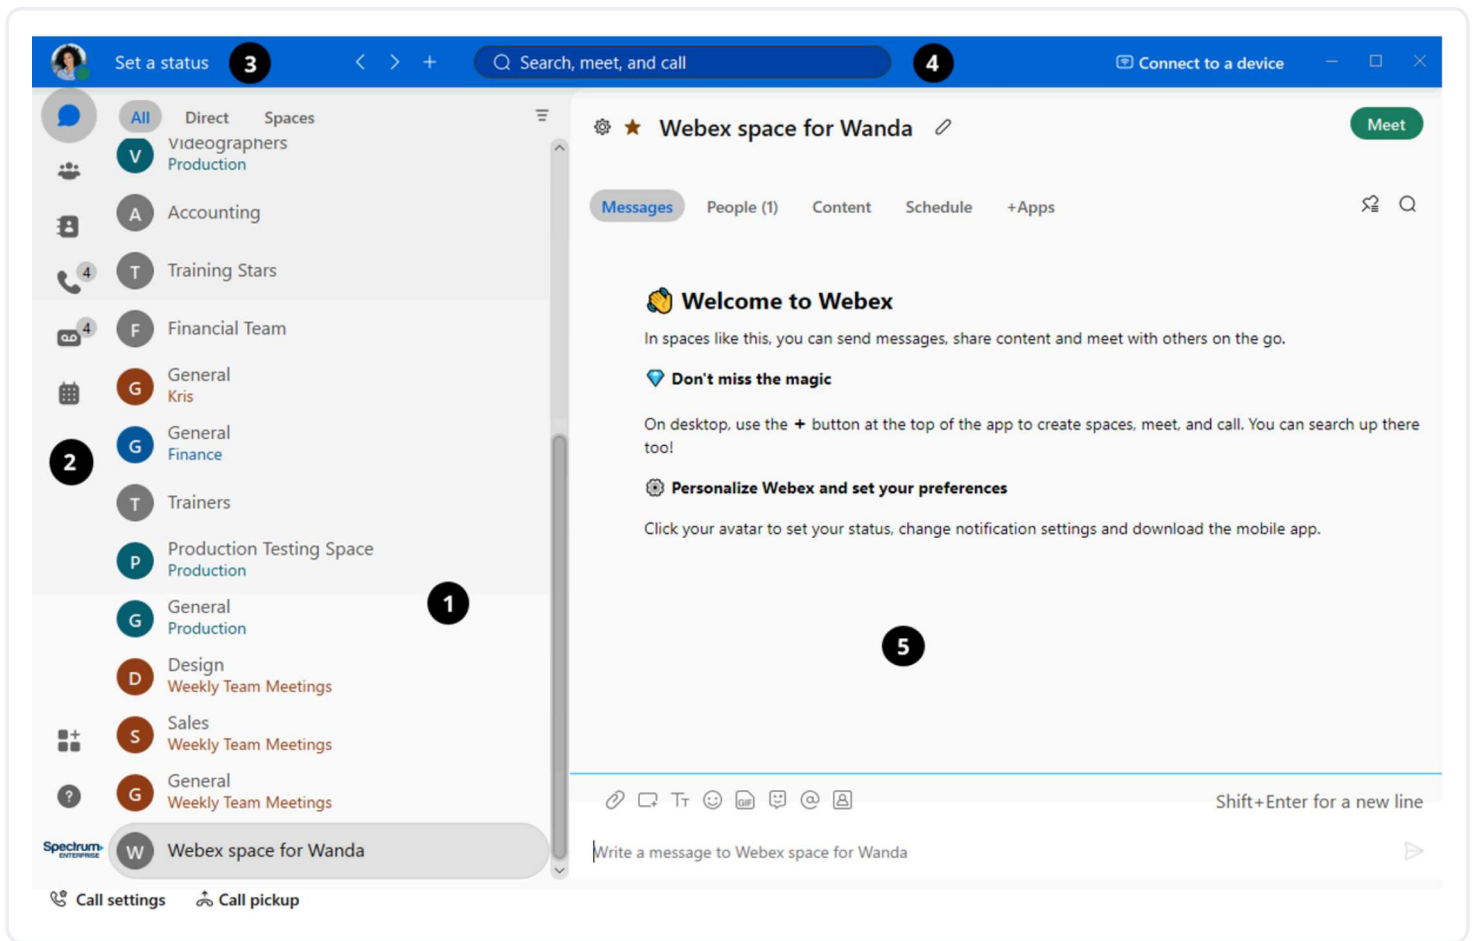 Set a status
3
Search, meet, and call
4
Connect to a device
All Direct Spaces
Videographers
V
Production
A Accounting
T Training Stars
4
F Financial Team
4
General
G
Kris
General
G
Finance
2
T Trainers
Production Testing Space
P
Production
1
General
G
Production
Design
D
Weekly Team Meetings
Sales
S
Weekly Team Meetings
General
G
Weekly Team Meetings
?
Spectrum
ENTERPRISE
W Webex space for Wanda
Call settings Call pickup
Webex space for Wanda
Meet
Messages People (1) Content Schedule +Apps
Welcome to Webex
In spaces like this, you can send messages, share content and meet with others on the go.
Don't miss the magic
On desktop, use the + button at the top of the app to create spaces, meet, and call. You can search up there
too!
Personalize Webex and set your preferences
Click your avatar to set your status, change notification settings and download the mobile app.
5
GIF
Shift+Enter for a new line
Write a message to Webex space for Wanda